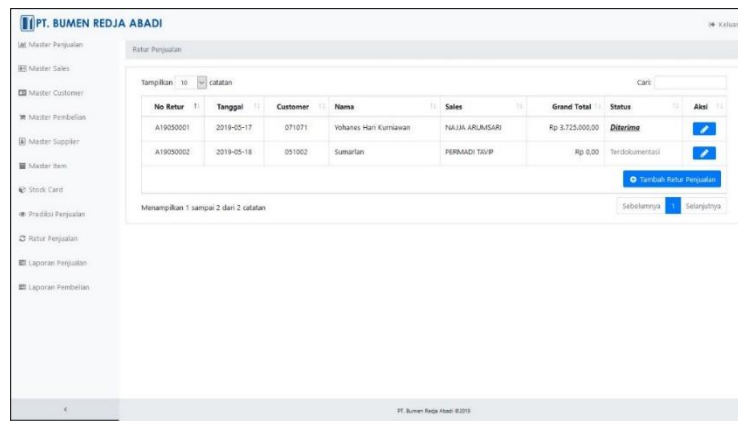 PT. BUMEN REDJA ABADI
Keluar
Master Penjualan
Master Sales
Master Customer
Master Pembelian
Master Supplier
Master Item
Stock Card
Prediksi Penjualan
Retur Penjualan
Laporan Penjualan
Laporan Pembelian
Retur Penjualan
Tampilkan 10 catatan
Cari:
No Retur Tanggal Customer Nama Sales Grand Total Status Aksi
A19050001 2019-05-17 071071 Yohanes Hari Kurniawan NAJJA ARUMSARI Rp 3.725.000,00 Diterima
A19050002 2019-05-18 051002 Sumarlan PERMADI TAVIP Rp 0,00 Terdokumentasi
Tambah Retur Penjualan
Menampilkan 1 sampai 2 dari 2 catatan
Sebelumnya 1 Selanjutnya
PT. Bumen Redja Abadi ©2019